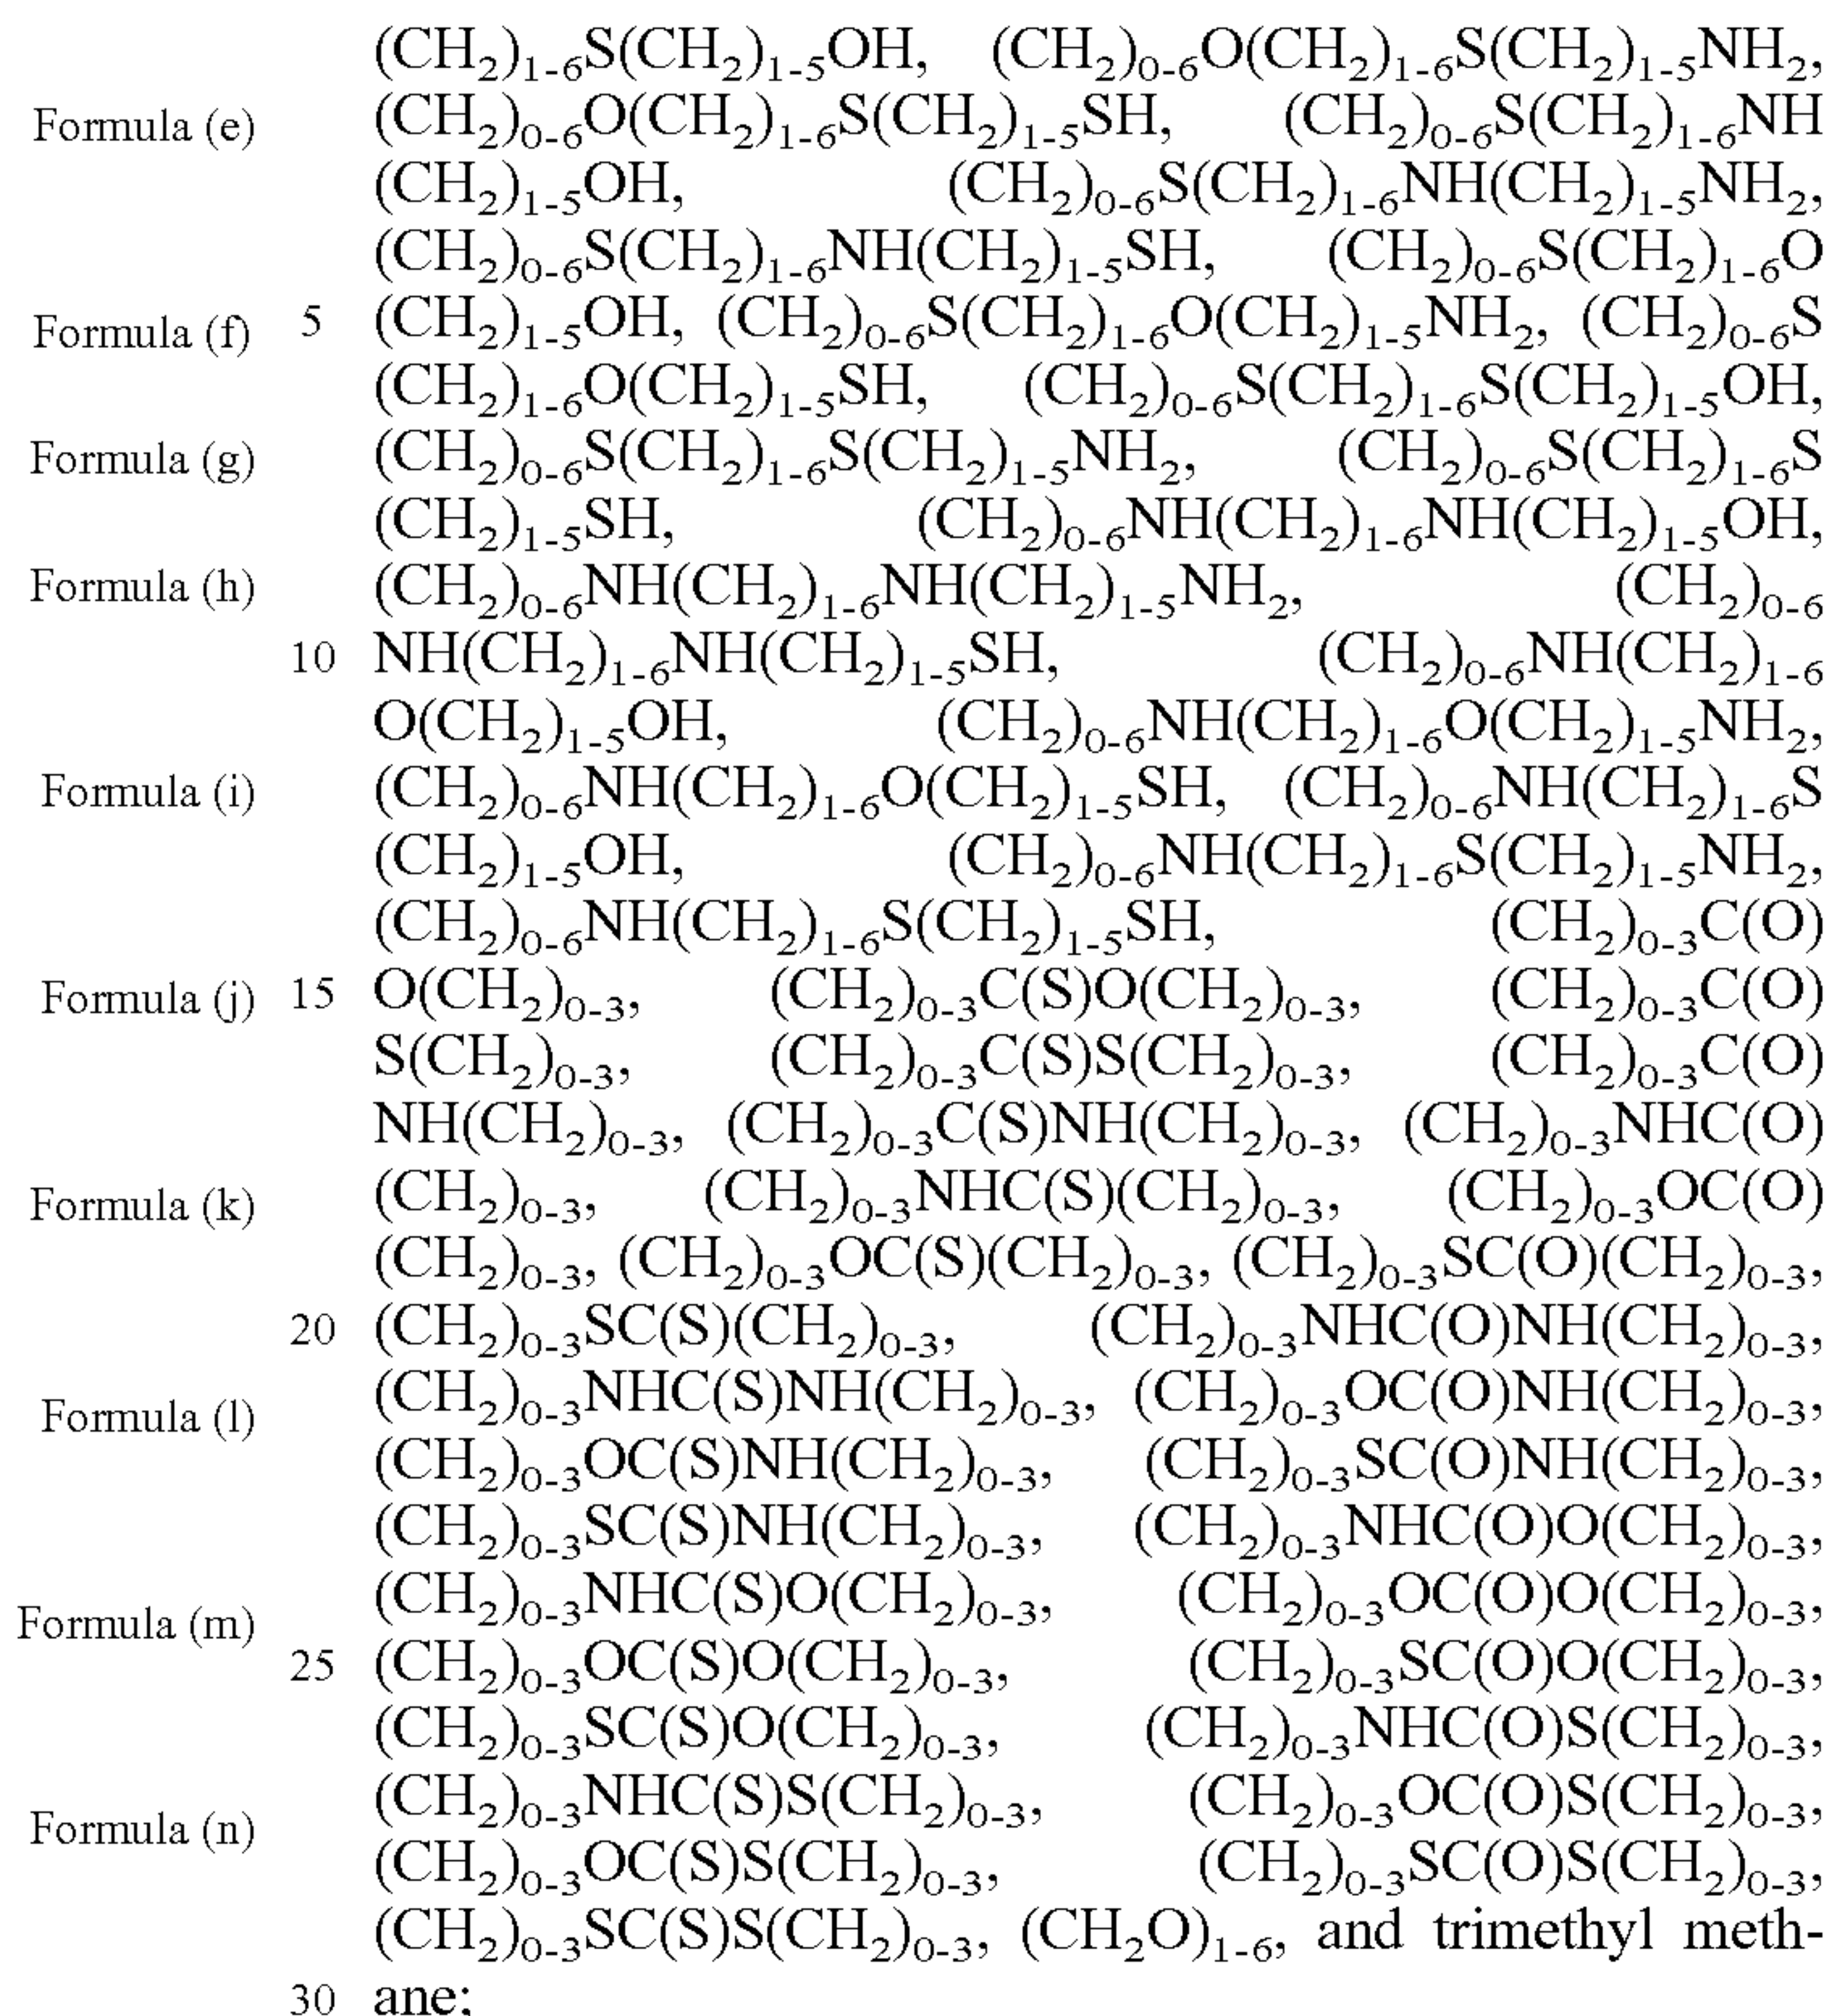 (CH₂)₁₋₆S(CH₂)₁₋₅OH, (CH₂)₀₋₆O(CH₂)₁₋₆S(CH₂)₁₋₅NH₂,
Formula (e) (CH₂)₀₋₆O(CH₂)₁₋₆S(CH₂)₁₋₅SH, (CH₂)₀₋₆S(CH₂)₁₋₆NH
(CH₂)₁₋₅OH, (CH₂)₀₋₆S(CH₂)₁₋₆NH(CH₂)₁₋₅NH₂,
(CH₂)₀₋₆S(CH₂)₁₋₆NH(CH₂)₁₋₅SH, (CH₂)₀₋₆S(CH₂)₁₋₆O
Formula (f) 5 (CH₂)₁₋₅OH, (CH₂)₀₋₆S(CH₂)₁₋₆O(CH₂)₁₋₅NH₂, (CH₂)₀₋₆S
(CH₂)₁₋₆O(CH₂)₁₋₅SH, (CH₂)₀₋₆S(CH₂)₁₋₆S(CH₂)₁₋₅OH,
Formula (g) (CH₂)₀₋₆S(CH₂)₁₋₆S(CH₂)₁₋₅NH₂, (CH₂)₀₋₆S(CH₂)₁₋₆S
(CH₂)₁₋₅SH, (CH₂)₀₋₆NH(CH₂)₁₋₆NH(CH₂)₁₋₅OH,
Formula (h) (CH₂)₀₋₆NH(CH₂)₁₋₆NH(CH₂)₁₋₅NH₂, (CH₂)₀₋₆
10 NH(CH₂)₁₋₆NH(CH₂)₁₋₅SH, (CH₂)₀₋₆NH(CH₂)₁₋₆
O(CH₂)₁₋₅OH, (CH₂)₀₋₆NH(CH₂)₁₋₆O(CH₂)₁₋₅NH₂,
Formula (i) (CH₂)₀₋₆NH(CH₂)₁₋₆O(CH₂)₁₋₅SH, (CH₂)₀₋₆NH(CH₂)₁₋₆S
(CH₂)₁₋₅OH, (CH₂)₀₋₆NH(CH₂)₁₋₆S(CH₂)₁₋₅NH₂,
(CH₂)₀₋₆NH(CH₂)₁₋₆S(CH₂)₁₋₅SH, (CH₂)₀₋₃C(O)
Formula (j) 15 O(CH₂)₀₋₃, (CH₂)₀₋₃C(S)O(CH₂)₀₋₃, (CH₂)₀₋₃C(O)
S(CH₂)₀₋₃, (CH₂)₀₋₃C(S)S(CH₂)₀₋₃, (CH₂)₀₋₃C(O)
NH(CH₂)₀₋₃, (CH₂)₀₋₃C(S)NH(CH₂)₀₋₃, (CH₂)₀₋₃NHC(O)
Formula (k) (CH₂)₀₋₃, (CH₂)₀₋₃NHC(S)(CH₂)₀₋₃, (CH₂)₀₋₃OC(O)
(CH₂)₀₋₃, (CH₂)₀₋₃OC(S)(CH₂)₀₋₃, (CH₂)₀₋₃SC(O)(CH₂)₀₋₃,
20 (CH₂)₀₋₃SC(S)(CH₂)₀₋₃, (CH₂)₀₋₃NHC(O)NH(CH₂)₀₋₃,
Formula (l) (CH₂)₀₋₃NHC(S)NH(CH₂)₀₋₃, (CH₂)₀₋₃OC(O)NH(CH₂)₀₋₃,
(CH₂)₀₋₃OC(S)NH(CH₂)₀₋₃, (CH₂)₀₋₃SC(O)NH(CH₂)₀₋₃,
(CH₂)₀₋₃SC(S)NH(CH₂)₀₋₃, (CH₂)₀₋₃NHC(O)O(CH₂)₀₋₃,
Formula (m) (CH₂)₀₋₃NHC(S)O(CH₂)₀₋₃, (CH₂)₀₋₃OC(O)O(CH₂)₀₋₃,
25 (CH₂)₀₋₃OC(S)O(CH₂)₀₋₃, (CH₂)₀₋₃SC(O)O(CH₂)₀₋₃,
(CH₂)₀₋₃SC(S)O(CH₂)₀₋₃, (CH₂)₀₋₃NHC(O)S(CH₂)₀₋₃,
Formula (n) (CH₂)₀₋₃NHC(S)S(CH₂)₀₋₃, (CH₂)₀₋₃OC(O)S(CH₂)₀₋₃,
(CH₂)₀₋₃OC(S)S(CH₂)₀₋₃, (CH₂)₀₋₃SC(O)S(CH₂)₀₋₃,
(CH₂)₀₋₃SC(S)S(CH₂)₀₋₃, (CH₂O)₁₋₆, and trimethyl meth-
30 ane;